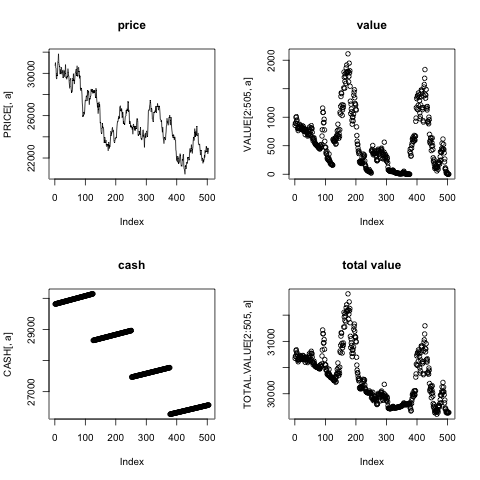 price
PRICE[, a]
22000 24000 26000 30000
0 100 200 300 400 500
Index
value
VALUE[2:505, a]
0 500 1000 2000
0 100 200 300 400 500
Index
cash
CASH[, a]
27000 29000
0 100 200 300 400 500
Index
total value
TOTAL.VALUE[2:505, a]
30000 31000
0 100 200 300 400 500
Index